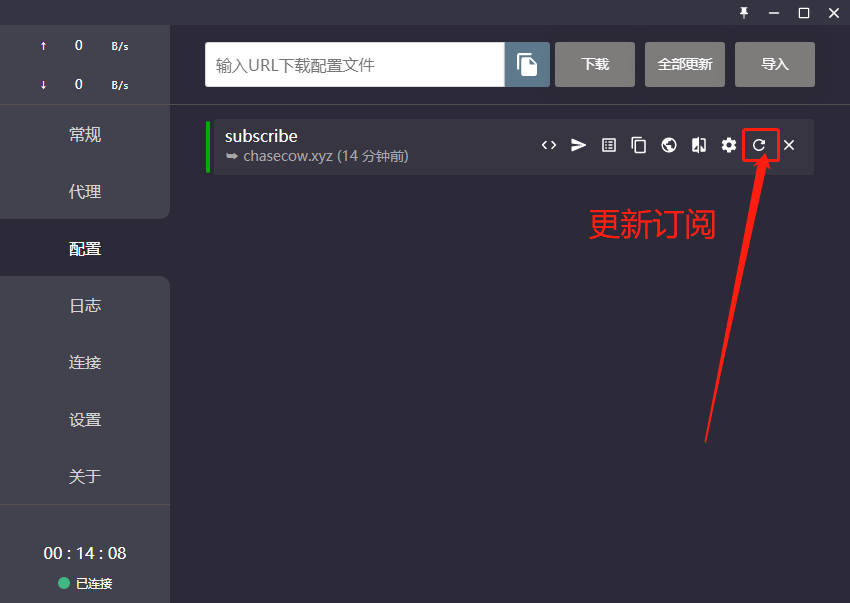 ↑ 0 B/s
↓ 0 B/s
常规
代理
配置
日志
连接
设置
关于
00 : 14 : 08
已连接
输入URL下载配置文件
下载
全部更新
导入
subscribe
chasecow.xyz (14 分钟前)
更新订阅